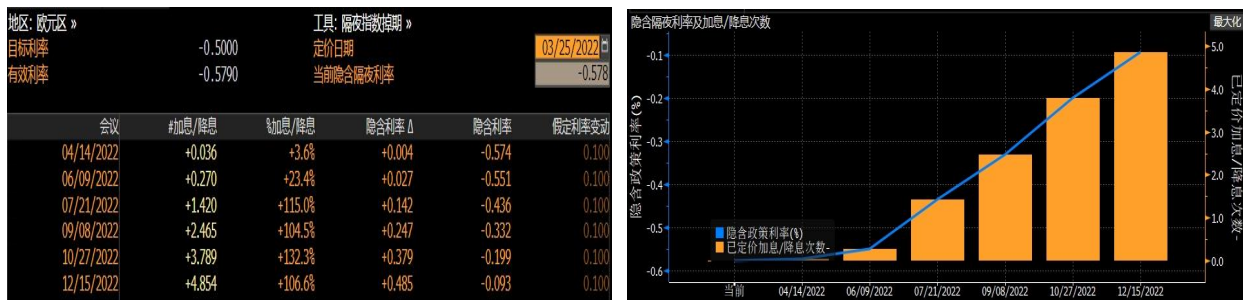 地区: 欧元区 » 工具: 隔夜指数掉期 »
目标利率 -0.5000 定价日期 03/25/2022
有效利率 -0.5790 当前隐含隔夜利率 -0.578
会议 #加息/降息 %加息/降息 隐含利率 Δ 隐含利率 假定利率变动
04/14/2022 +0.036 +3.6% +0.004 -0.574 0.100
06/09/2022 +0.270 +23.4% +0.027 -0.551 0.100
07/21/2022 +1.420 +115.0% +0.142 -0.436 0.100
09/08/2022 +2.465 +104.5% +0.247 -0.332 0.100
10/27/2022 +3.789 +132.3% +0.379 -0.199 0.100
12/15/2022 +4.854 +106.6% +0.485 -0.093 0.100
隐含隔夜利率及加息/降息次数 最大化
隐含政策利率(%)
-0.1
-0.2
-0.3
-0.4
-0.5
-0.6
隐含政策利率(%)
已定价加息/降息次数-
5.0
4.0
3.0
2.0
1.0
0.0
已定价加息/降息次数-
当前 04/14/2022 06/09/2022 07/21/2022 09/08/2022 10/27/2022 12/15/2022